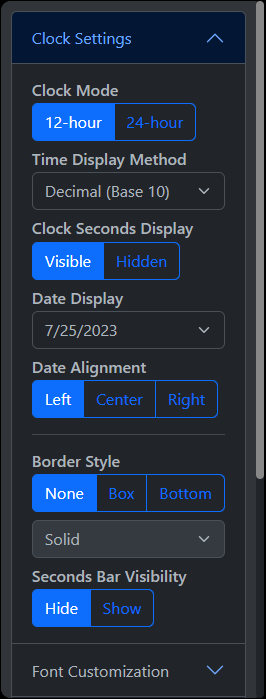 Clock Settings
Clock Mode
12-hour 24-hour
Time Display Method
Decimal (Base 10)
Clock Seconds Display
Visible Hidden
Date Display
7/25/2023
Date Alignment
Left Center Right
Border Style
None Box Bottom
Solid
Seconds Bar Visibility
Hide Show
Font Customization